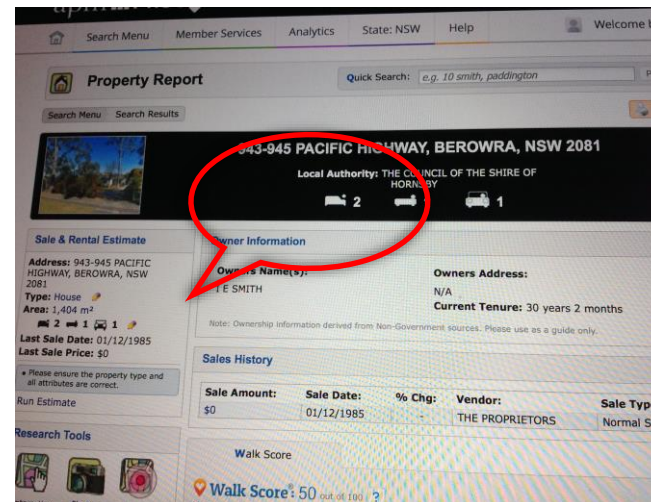 Search Menu Member Services Analytics State: NSW Help Welcome
Property Report
Quick Search: e.g. 10 smith, paddington
Search Menu Search Results
943-945 PACIFIC HIGHWAY, BEROWRA, NSW 2081
Local Authority: THE COUNCIL OF THE SHIRE OF
HORNSBY
2 1
Sale & Rental Estimate
Address: 943-945 PACIFIC
HIGHWAY, BEROWRA, NSW
2081
Type: House
Area: 1,404 m²
2 1 1
Last Sale Date: 01/12/1985
Last Sale Price: $0
• Please ensure the property type and
all attributes are correct.
Run Estimate
Research Tools
Owner Information
Owners Name(s): Owners Address:
I E SMITH N/A
Current Tenure: 30 years 2 months
Note: Ownership information derived from Non-Government sources. Please use as a guide only.
Sales History
Sale Amount: Sale Date: % Chg: Vendor: Sale Typ
$0 01/12/1985 - THE PROPRIETORS Normal S
Walk Score
Walk Score®: 50 out of 100 ?